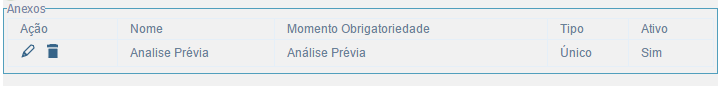 Anexos
Ação Nome Momento Obrigatoriedade Tipo Ativo
Analise Prévia Análise Prévia Único Sim